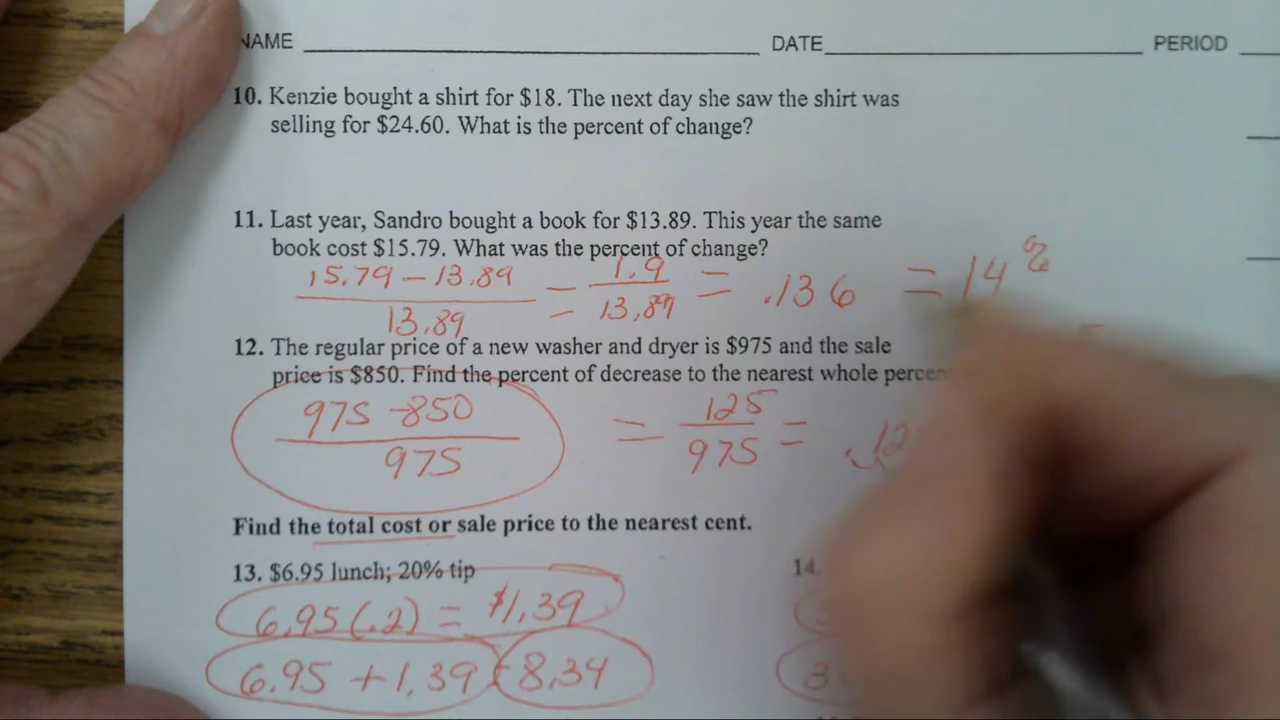 NAME DATE PERIOD
10. Kenzie bought a shirt for $18. The next day she saw the shirt was
selling for $24.60. What is the percent of change?
11. Last year, Sandro bought a book for $13.89. This year the same
book cost $15.79. What was the percent of change?
15.79 - 13.89 / 13.89 = 1.9 / 13.89 = .136 = 14%
12. The regular price of a new washer and dryer is $975 and the sale
price is $850. Find the percent of decrease to the nearest whole
975 - 850 / 975 = 125 / 975 =
Find the total cost or sale price to the nearest cent.
13. $6.95 lunch; 20% tip 14.
6.95(.2) = $1.39
6.95 + 1.39 = 8.34